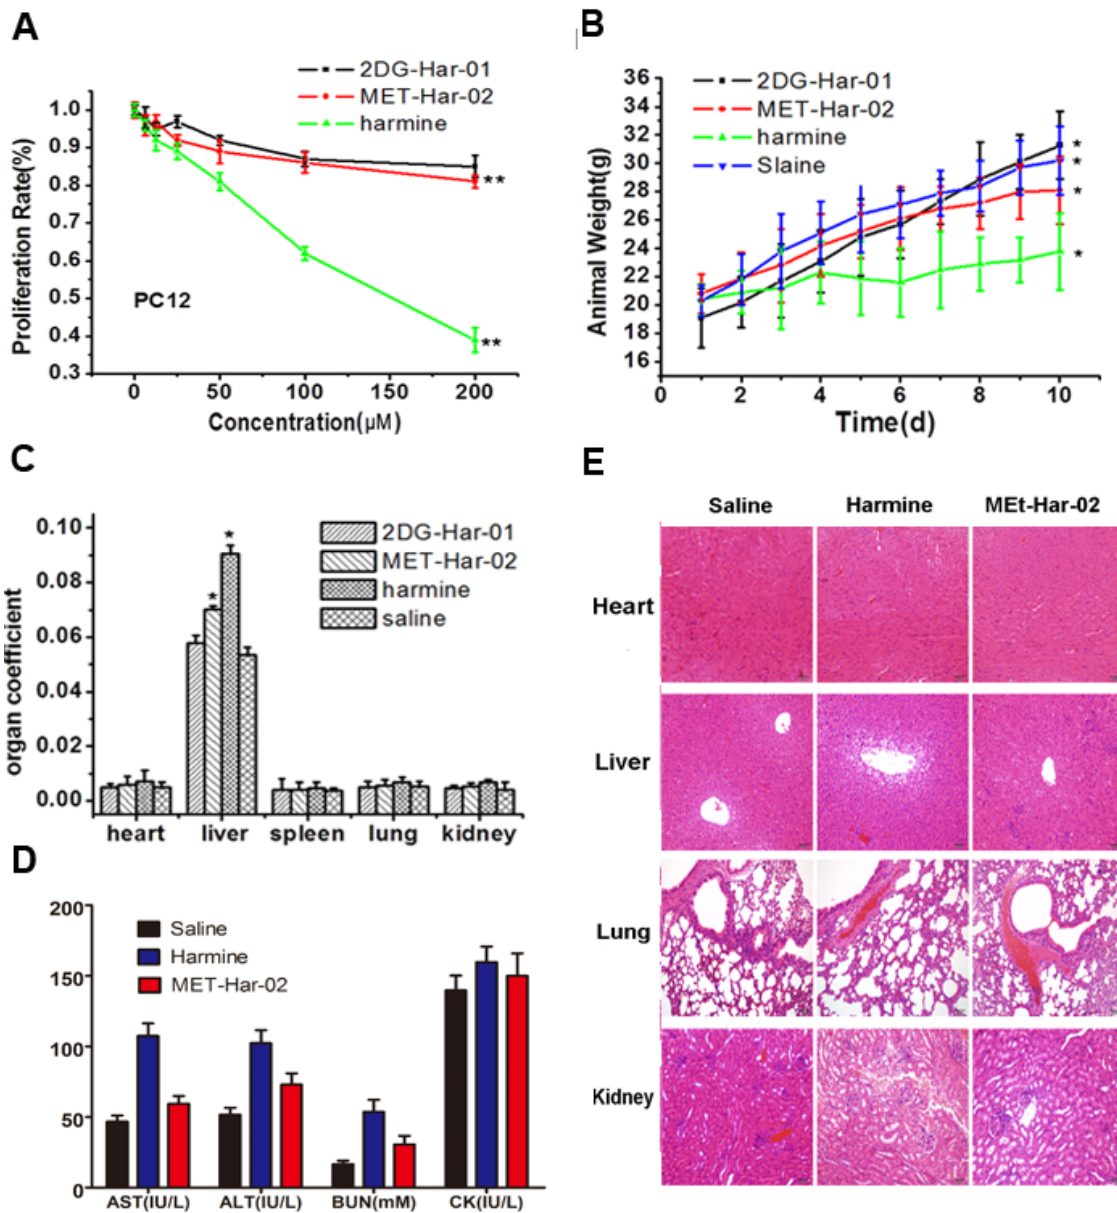 A
2DG-Har-01
MET-Har-02
harmine
1.0
0.9
0.8
0.7
0.6
0.5
0.4
0.3
Proliferation Rate(%)
**
**
PC12
0 50 100 150 200
Concentration(μM)
B
2DG-Har-01
MET-Har-02
harmine
Slaine
36
34
32
30
28
26
24
22
20
18
16
Animal Weight(g)
*
*
*
*
2 4 6 8 10
Time(d)
C
2DG-Har-01
MET-Har-02
harmine
saline
0.10
0.08
0.06
0.04
0.02
0.00
organ coefficient
* *
heart liver spleen lung kidney
D
Saline
Harmine
MET-Har-02
200
150
100
50
0
AST(IU/L) ALT(IU/L) BUN(mM) CK(IU/L)
E
Saline Harmine MEt-Har-02
Heart
Liver
Lung
Kidney